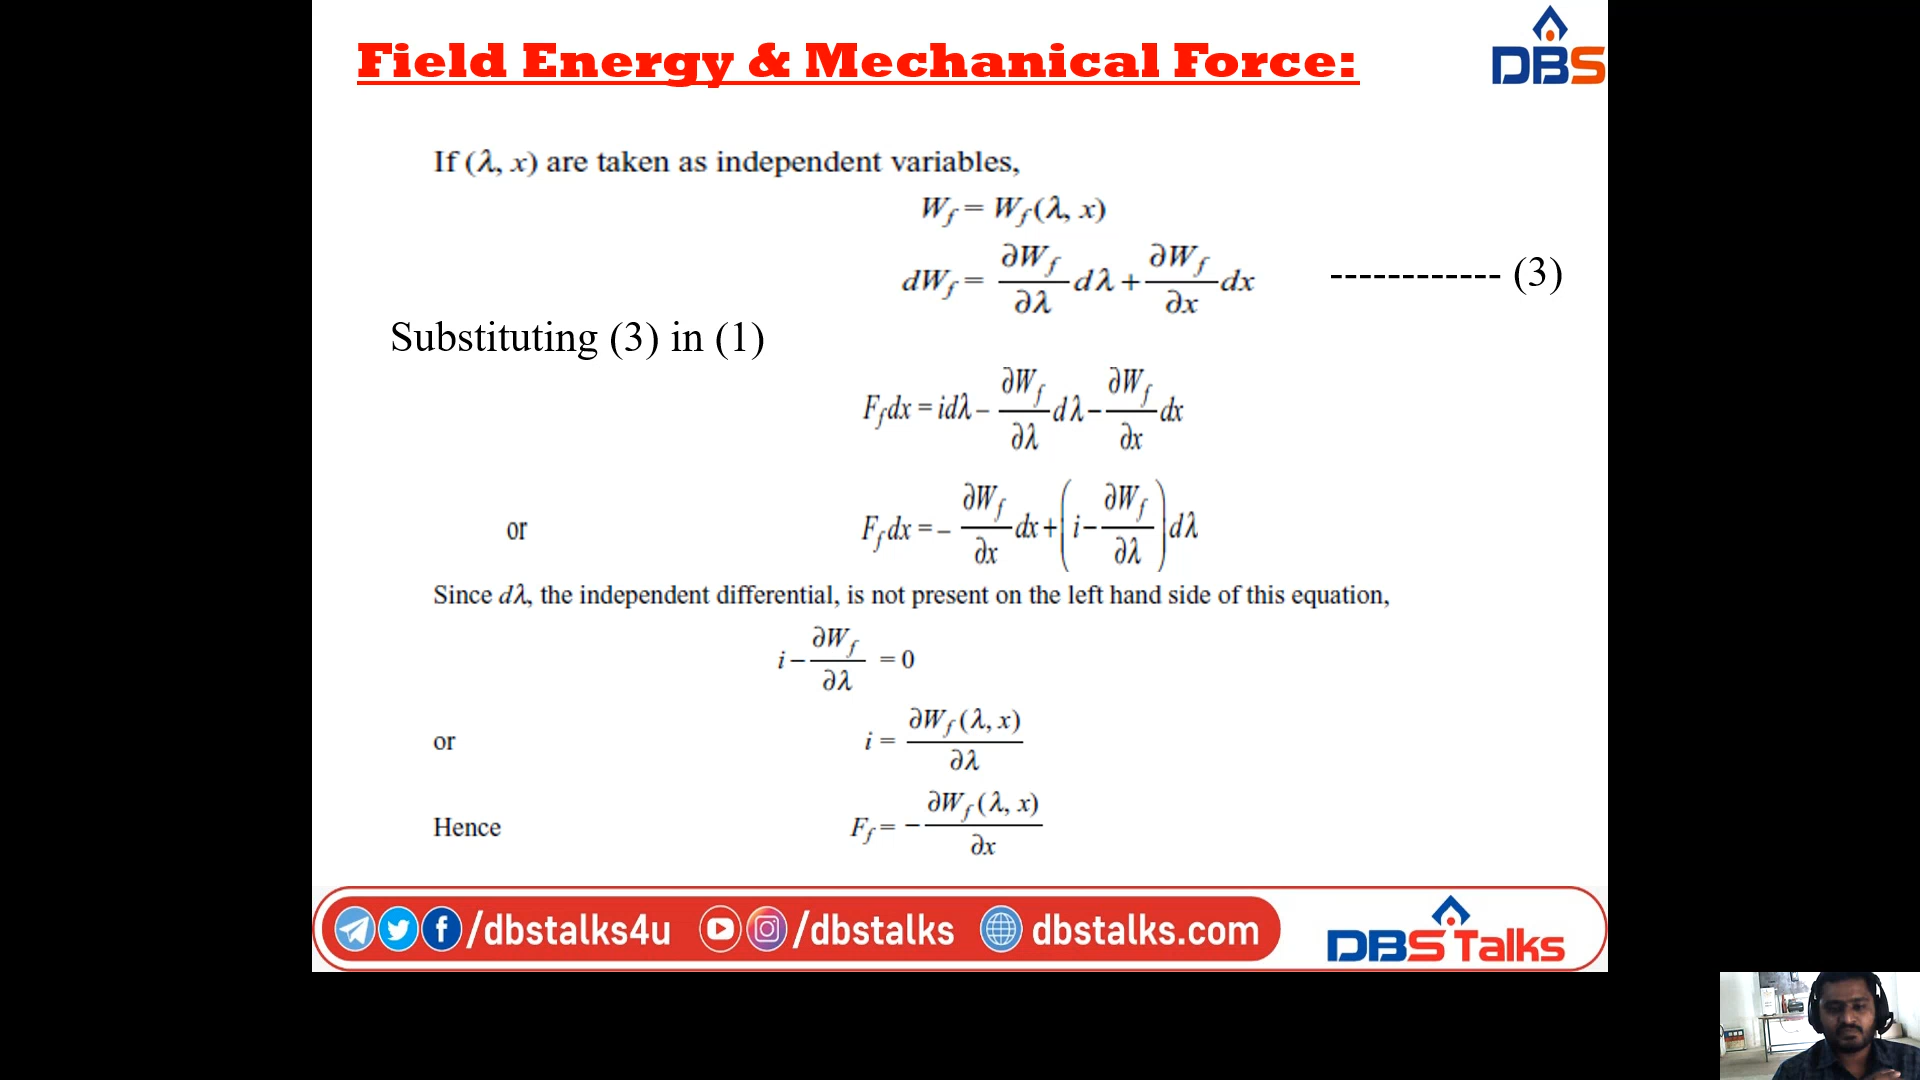 Field Energy & Mechanical Force:
DBS
If (λ, x) are taken as independent variables,
W_f = W_f(λ, x)
dW_f = ∂W_f/∂λ dλ + ∂W_f/∂x dx ------------ (3)
Substituting (3) in (1)
F_f dx = idλ – ∂W_f/∂λ dλ – ∂W_f/∂x dx
or F_f dx = – ∂W_f/∂x dx + (i – ∂W_f/∂λ) dλ
Since dλ, the independent differential, is not present on the left hand side of this equation,
i – ∂W_f/∂λ = 0
or i = ∂W_f(λ, x)/∂λ
Hence F_f = – ∂W_f(λ, x)/∂x
/dbstalks4u /dbstalks dbstalks.com DBS Talks